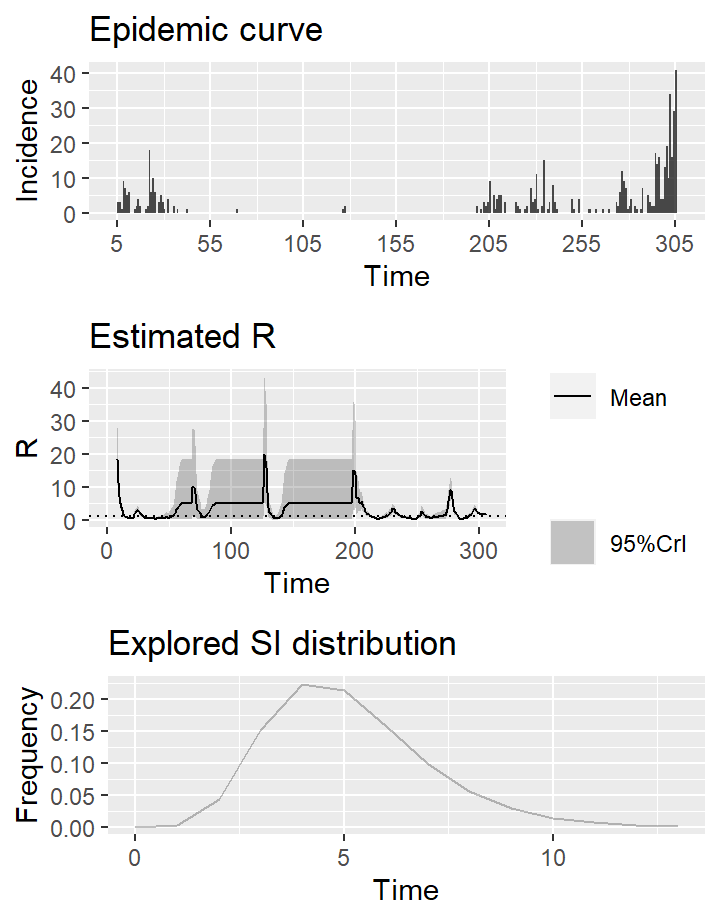 Epidemic curve
40
30
20
10
0
Incidence
5 55 105 155 205 255 305
Time
Estimated R
40
30
20
10
0
R
0 100 200 300
Time
Mean
95%CrI
Explored SI distribution
0.20
0.15
0.10
0.05
0.00
Frequency
0 5 10
Time